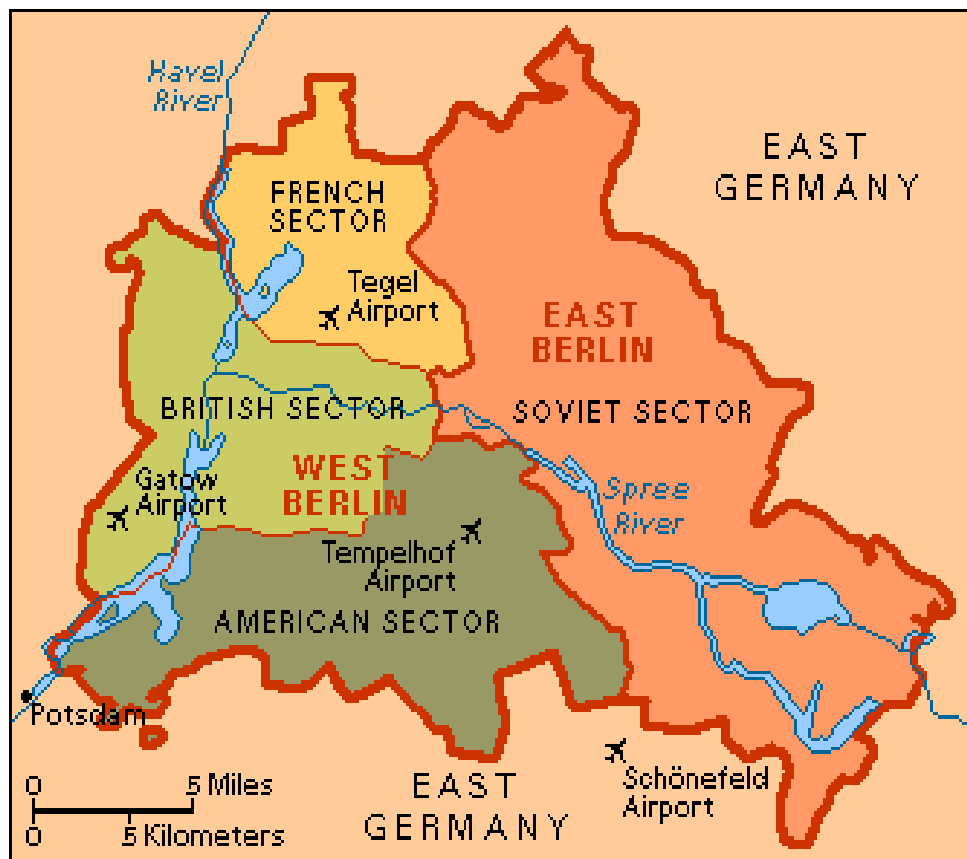 Havel
River
EAST
GERMANY
FRENCH
SECTOR
Tegel
Airport
EAST
BERLIN
BRITISH SECTOR
SOVIET SECTOR
WEST
BERLIN
Gatow
Airport
Spree
River
Tempelhof
Airport
AMERICAN SECTOR
Potsdam
Schönefeld
Airport
EAST
GERMANY
0 5 Miles
0 5 Kilometers